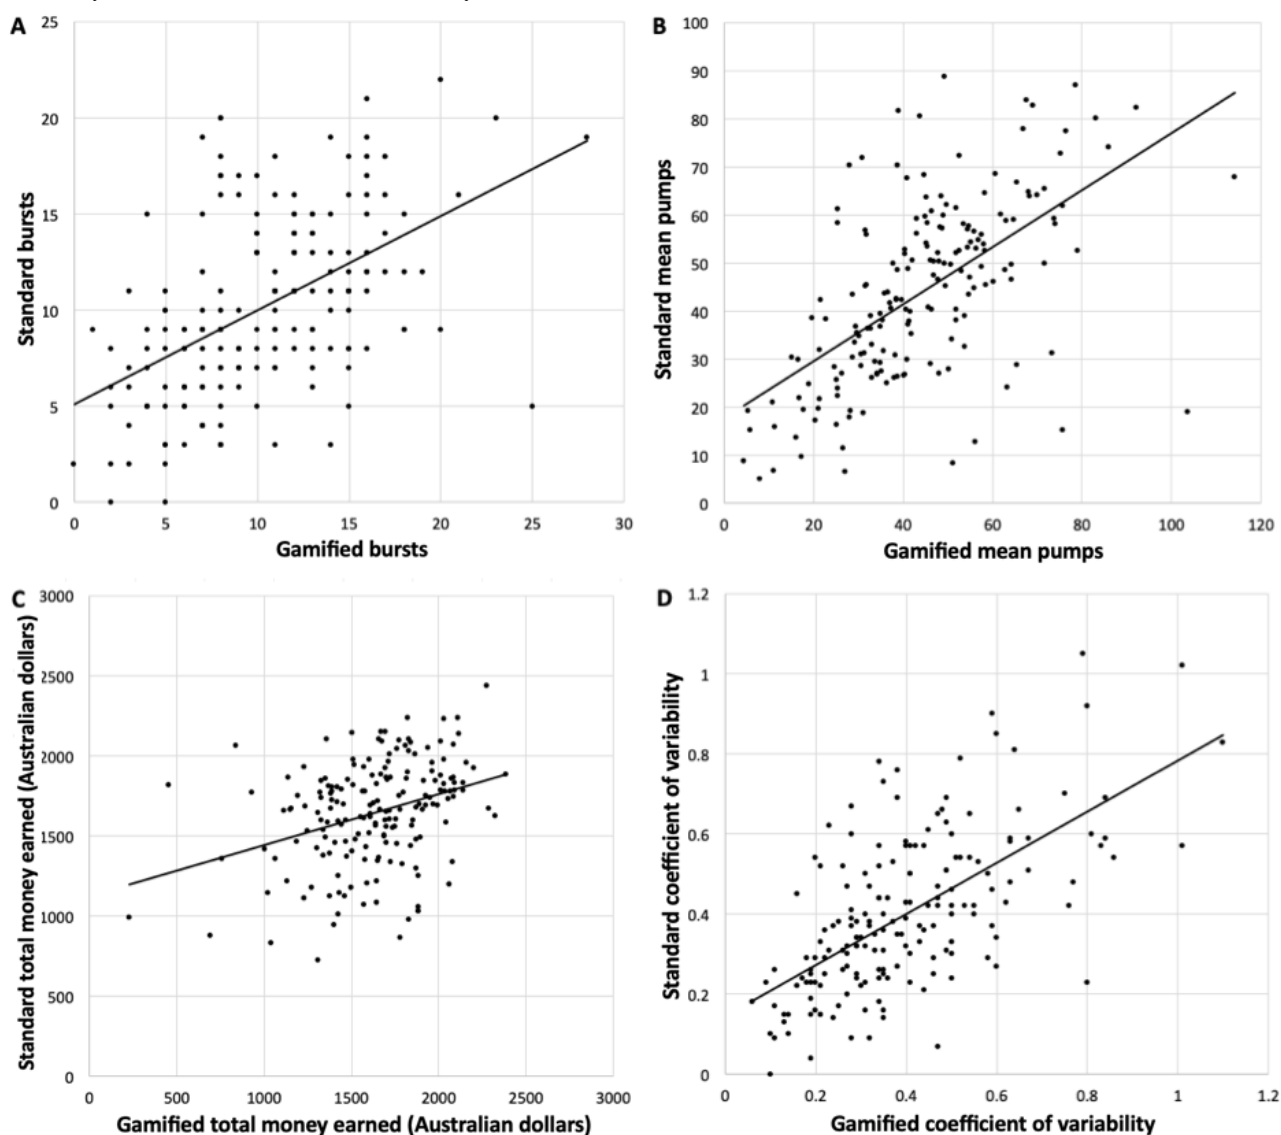 A
25
20
15
10
5
0
0 5 10 15 20 25 30
Standard bursts
Gamified bursts
B
100
90
80
70
60
50
40
30
20
10
0
0 20 40 60 80 100 120
Standard mean pumps
Gamified mean pumps
C
3000
2500
2000
1500
1000
500
0
0 500 1000 1500 2000 2500 3000
Standard total money earned (Australian dollars)
Gamified total money earned (Australian dollars)
D
1.2
1
0.8
0.6
0.4
0.2
0
0 0.2 0.4 0.6 0.8 1 1.2
Standard coefficient of variability
Gamified coefficient of variability